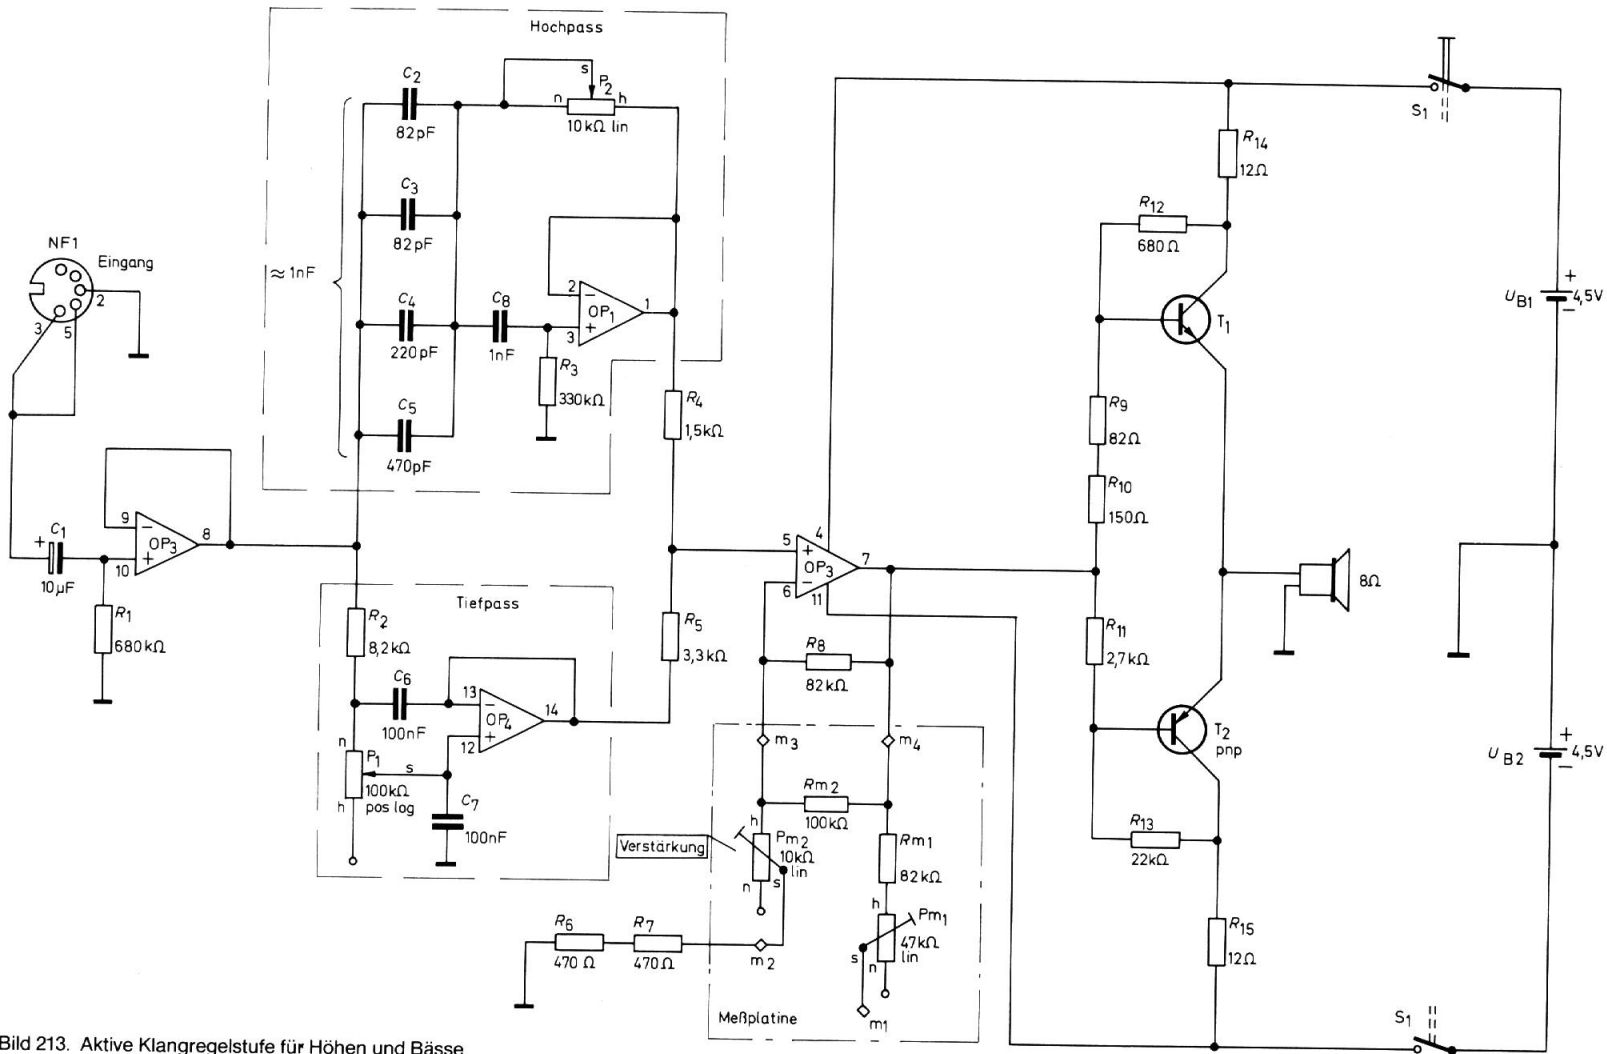 Hochpass
C2
82pF
s
P2
n
h
10kΩ lin
C3
82pF
≈1nF
C4
220pF
C8
1nF
2
−
OP1
1
+
3
R3
330kΩ
C5
470pF
R4
1,5kΩ
NF1
Eingang
2
3
5
9
−
OP3
8
+
10
+
C1
10µF
R1
680kΩ
Tiefpass
R2
8,2kΩ
C6
100nF
13
−
OP4
14
+
12
n
P1
s
100kΩ
pos log
h
C7
100nF
R5
3,3kΩ
5
+
4
OP3
7
6
−
11
R8
82kΩ
m3
m4
Rm2
100kΩ
Verstärkung
h
Pm2
10kΩ
lin
n
s
Rm1
82kΩ
h
Pm1
47kΩ
lin
s
n
R6
470Ω
R7
470Ω
m2
m1
Meßplatine
S1
R14
12Ω
R12
680Ω
T1
R9
82Ω
R10
150Ω
R11
2,7kΩ
8Ω
T2
pnp
R13
22kΩ
R15
12Ω
UB1
+
4,5V
−
UB2
+
4,5V
−
S1
Bild 213. Aktive Klangregelstufe für Höhen und Bässe